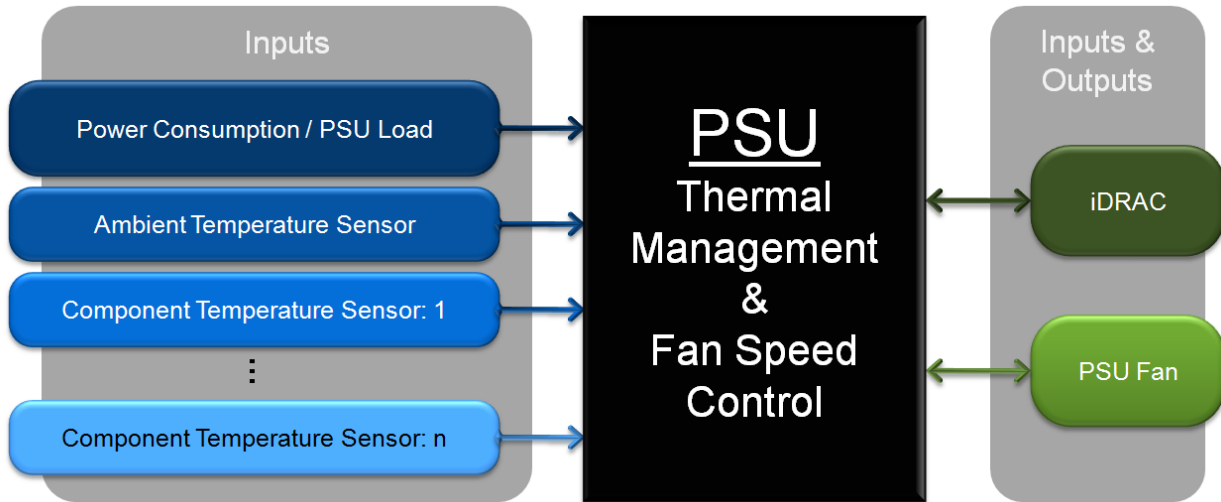 Inputs
Power Consumption / PSU Load
Ambient Temperature Sensor
Component Temperature Sensor: 1
⋮
Component Temperature Sensor: n
PSU
Thermal
Management
&
Fan Speed
Control
Inputs &
Outputs
iDRAC
PSU Fan